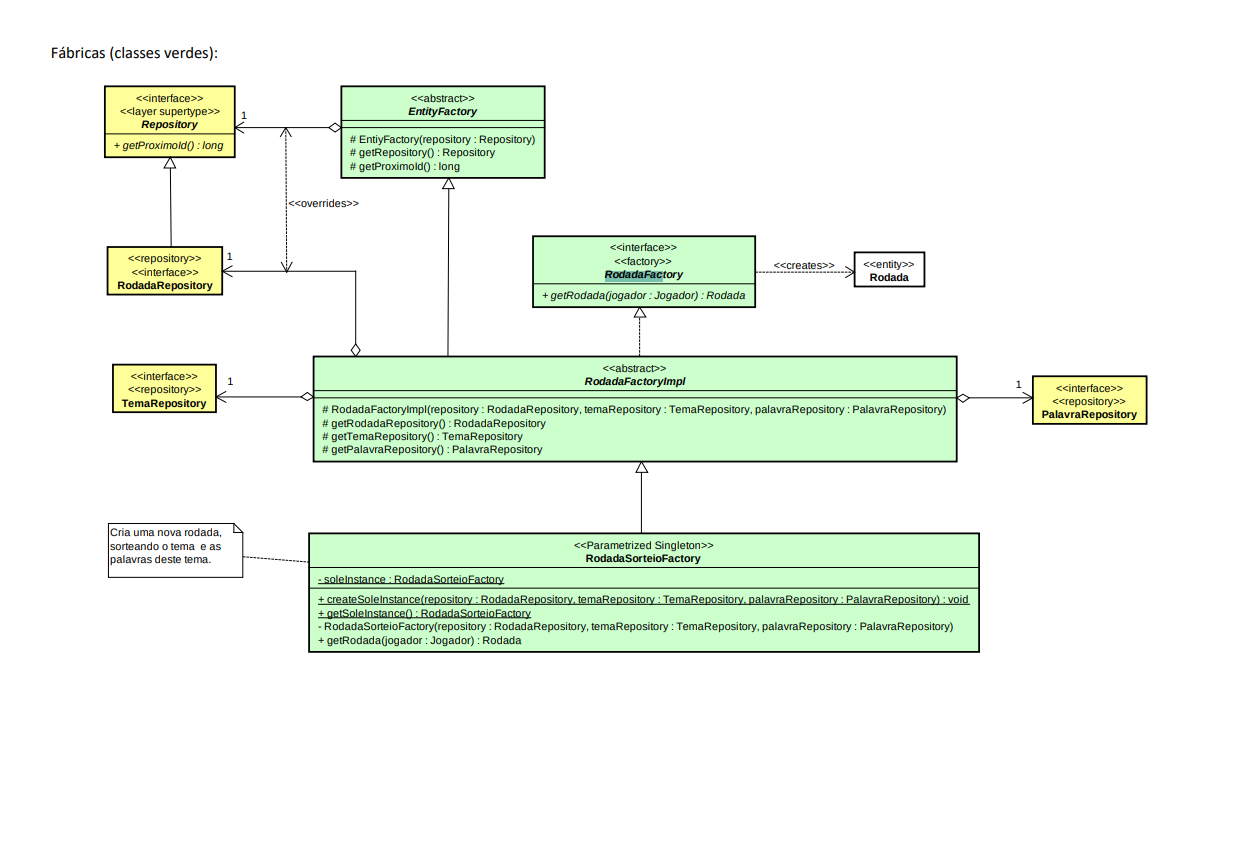 Fábricas (classes verdes):
<<interface>>
<<layer supertype>>
Repository
+ getProximoId() : long
1
<<abstract>>
EntityFactory
# EntiyFactory(repository : Repository)
# getRepository() : Repository
# getProximoId() : long
<<overrides>>
<<repository>>
<<interface>>
RodadaRepository
1
<<interface>>
<<factory>>
RodadaFactory
+ getRodada(jogador : Jogador) : Rodada
<<creates>>
<<entity>>
Rodada
<<interface>>
<<repository>>
TemaRepository
1
<<abstract>>
RodadaFactoryImpl
# RodadaFactoryImpl(repository : RodadaRepository, temaRepository : TemaRepository, palavraRepository : PalavraRepository)
# getRodadaRepository() : RodadaRepository
# getTemaRepository() : TemaRepository
# getPalavraRepository() : PalavraRepository
1
<<interface>>
<<repository>>
PalavraRepository
Cria uma nova rodada,
sorteando o tema e as
palavras deste tema.
<<Parametrized Singleton>>
RodadaSorteioFactory
- soleInstance : RodadaSorteioFactory
+ createSoleInstance(repository : RodadaRepository, temaRepository : TemaRepository, palavraRepository : PalavraRepository) : void
+ getSoleInstance() : RodadaSorteioFactory
- RodadaSorteioFactory(repository : RodadaRepository, temaRepository : TemaRepository, palavraRepository : PalavraRepository)
+ getRodada(jogador : Jogador) : Rodada